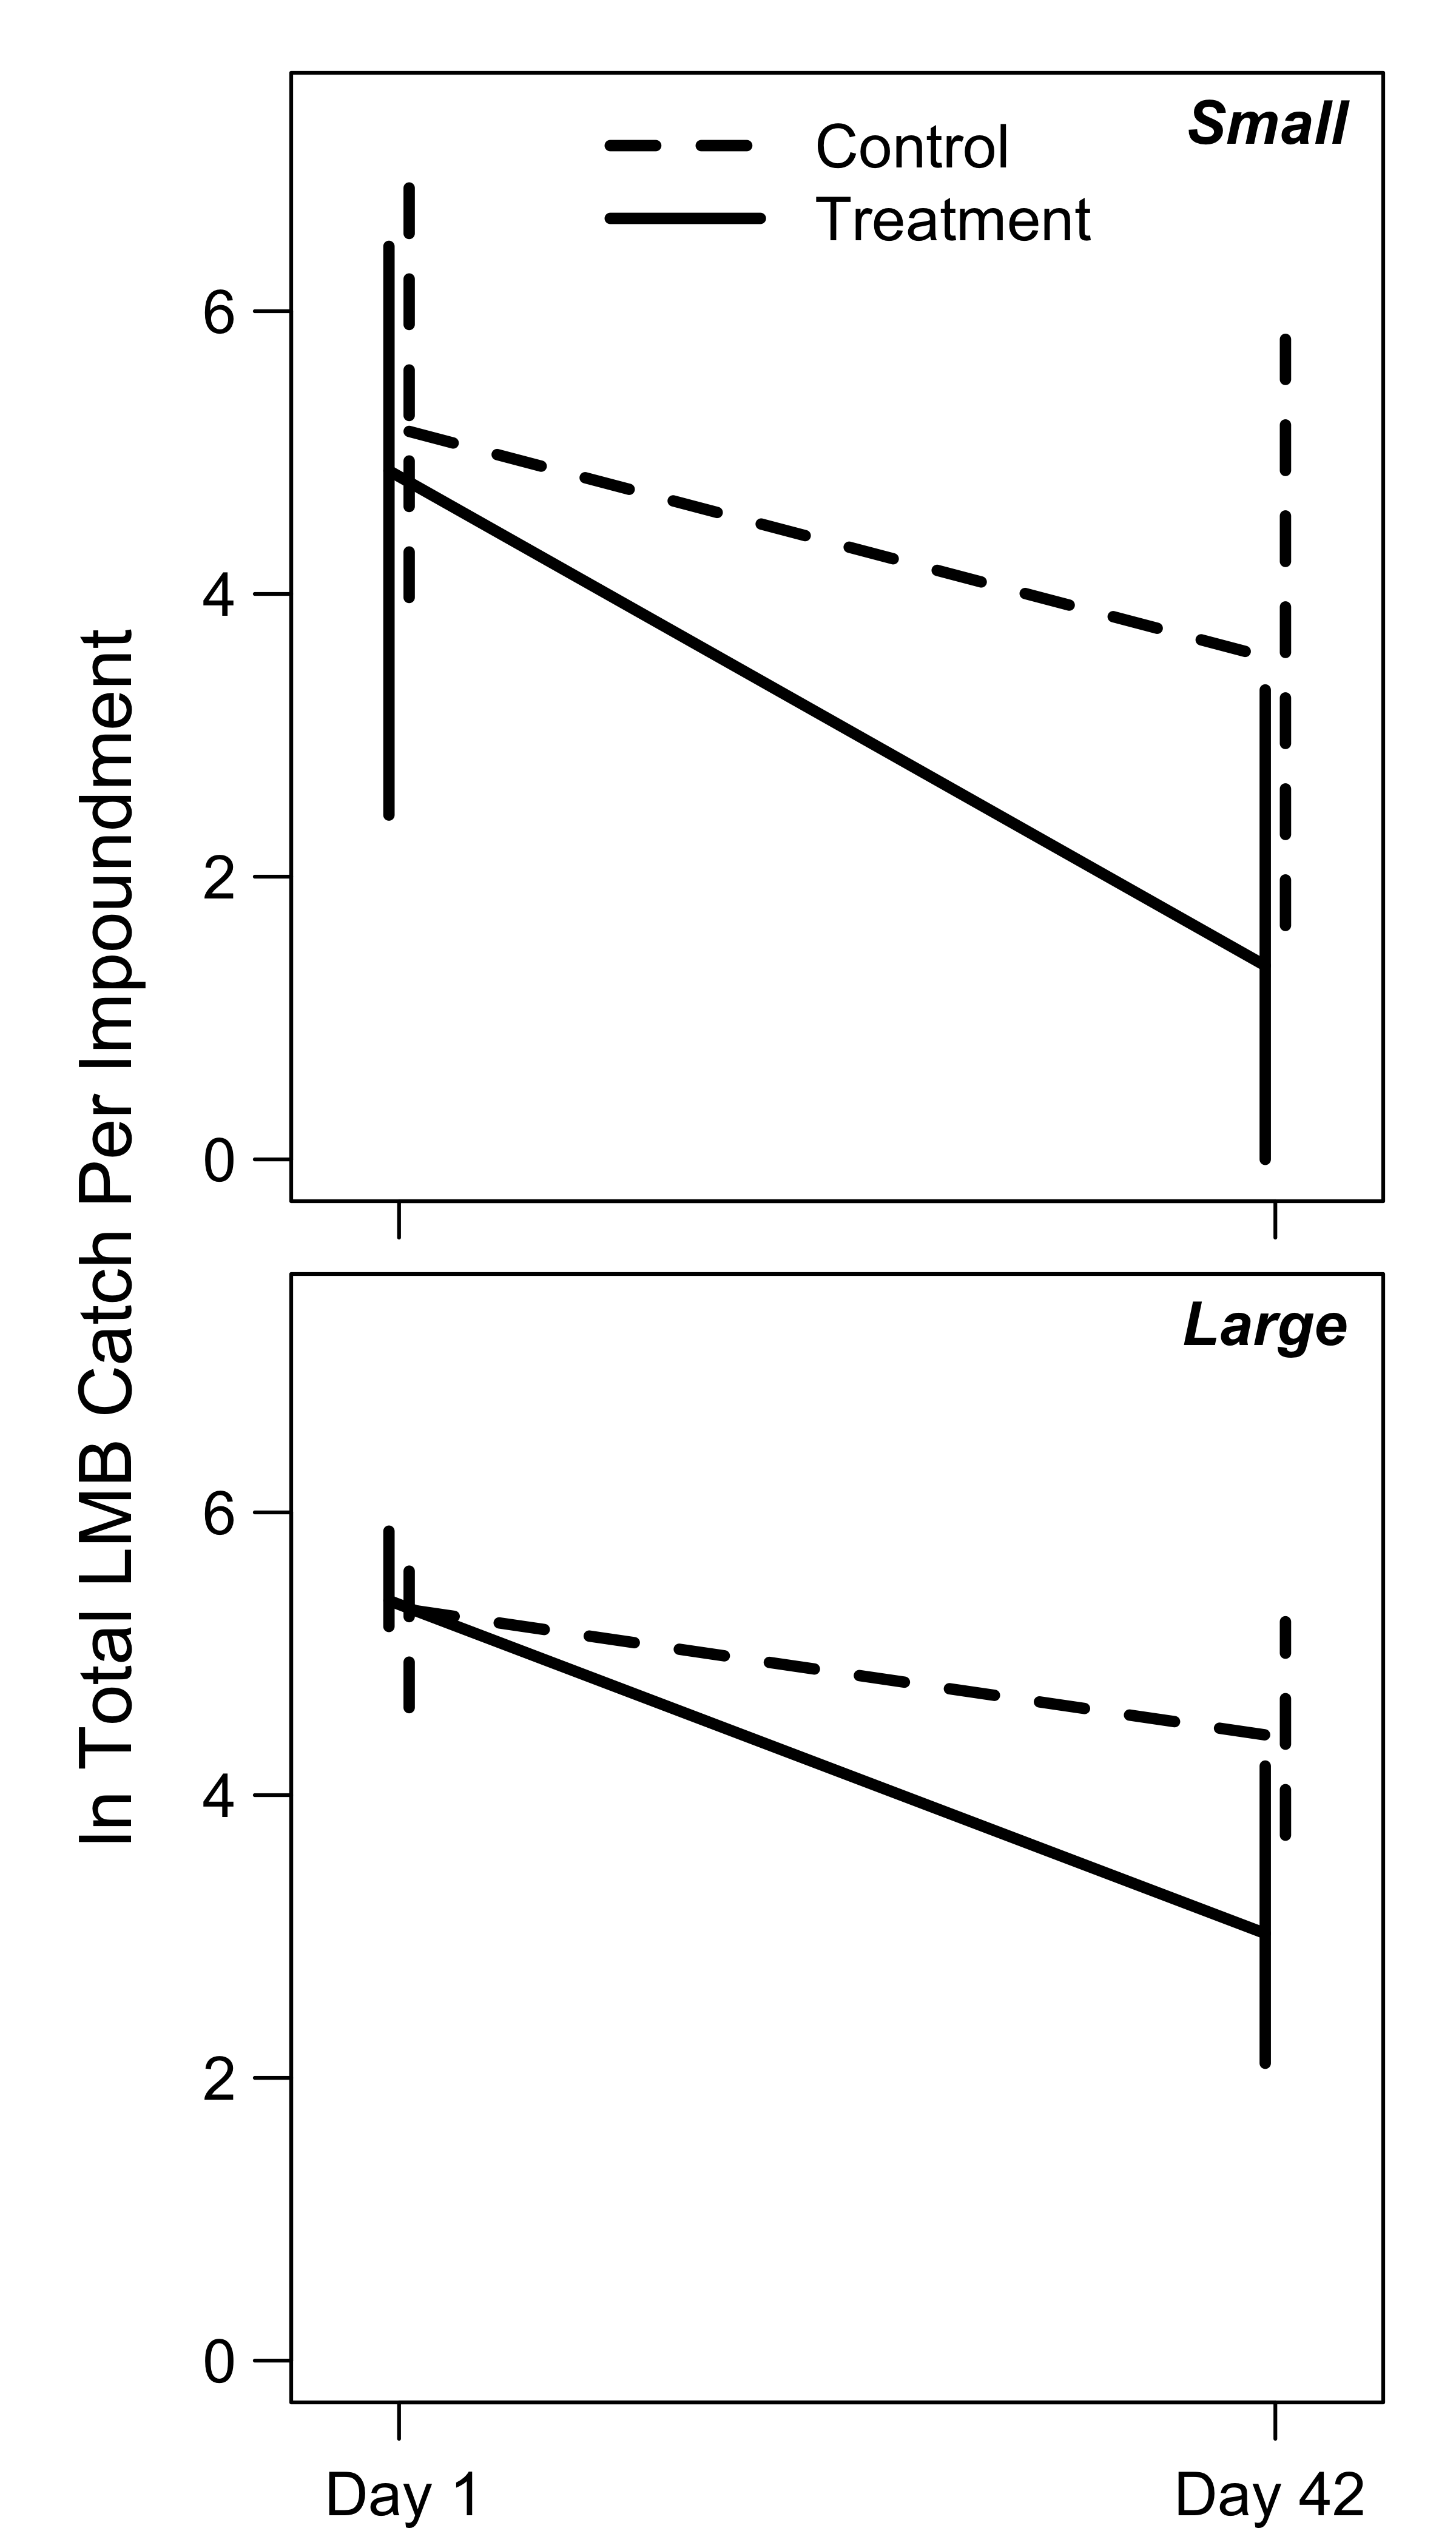 ln Total LMB Catch Per Impoundment
Small
Control
Treatment
6
4
2
0
Large
6
4
2
0
Day 1
Day 42